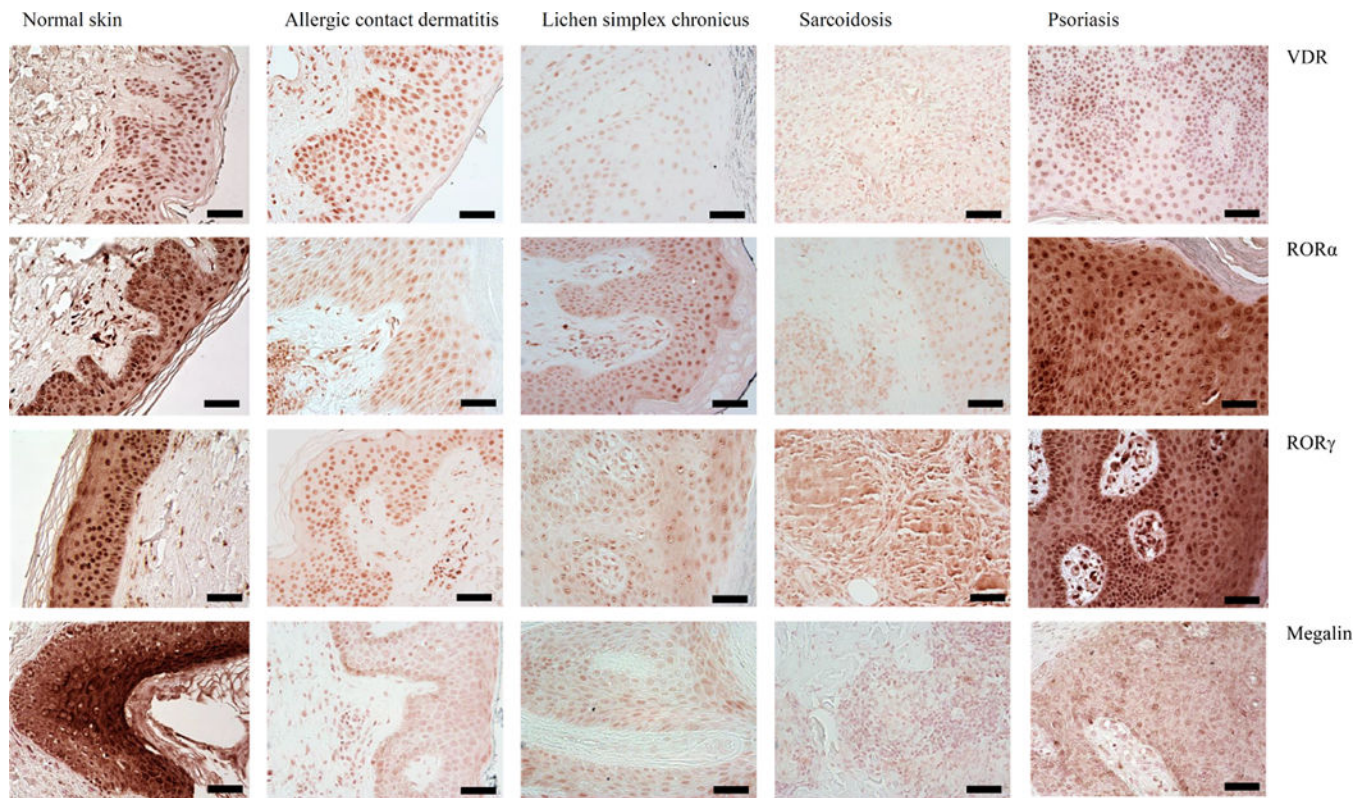 Normal skin Allergic contact dermatitis Lichen simplex chronicus Sarcoidosis Psoriasis
VDR
RORα
RORγ
Megalin